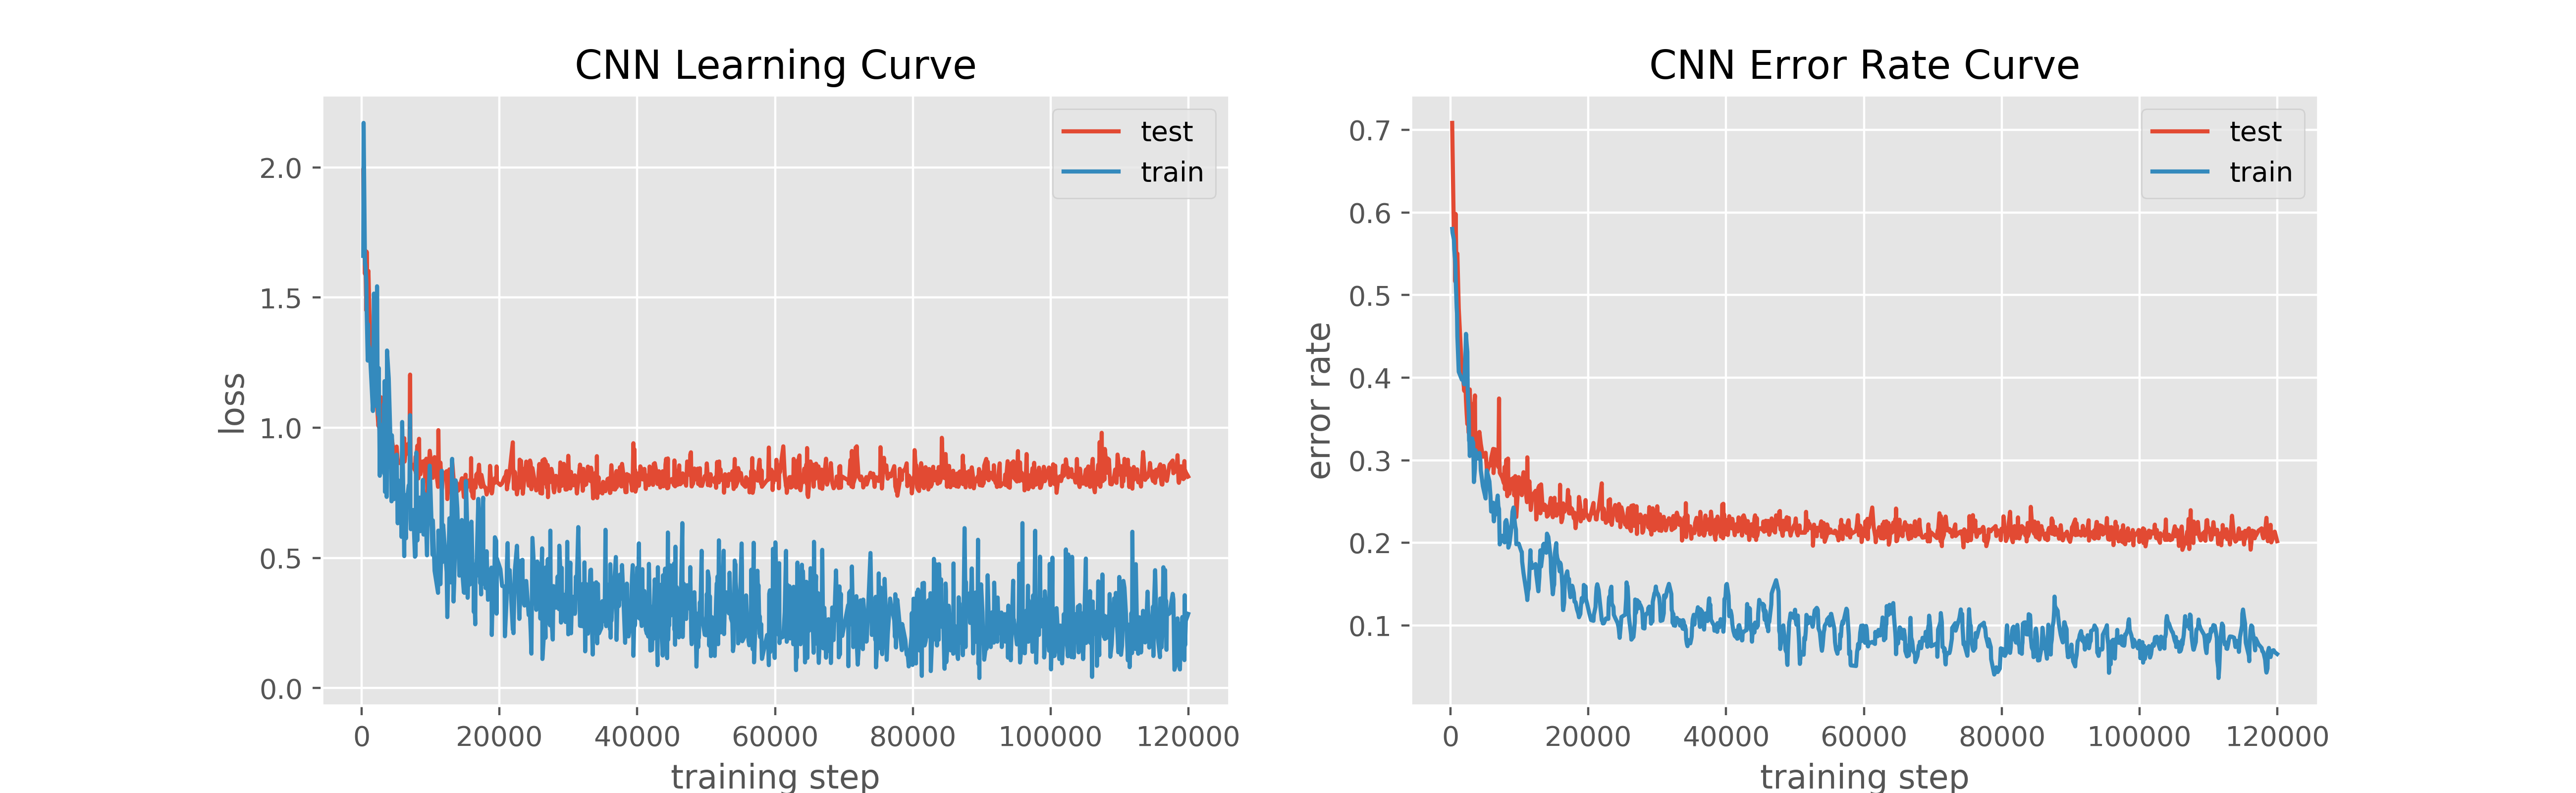 CNN Learning Curve
test
train
2.0
1.5
1.0
0.5
0.0
loss
0 20000 40000 60000 80000 100000 120000
training step
CNN Error Rate Curve
test
train
0.7
0.6
0.5
0.4
0.3
0.2
0.1
error rate
0 20000 40000 60000 80000 100000 120000
training step